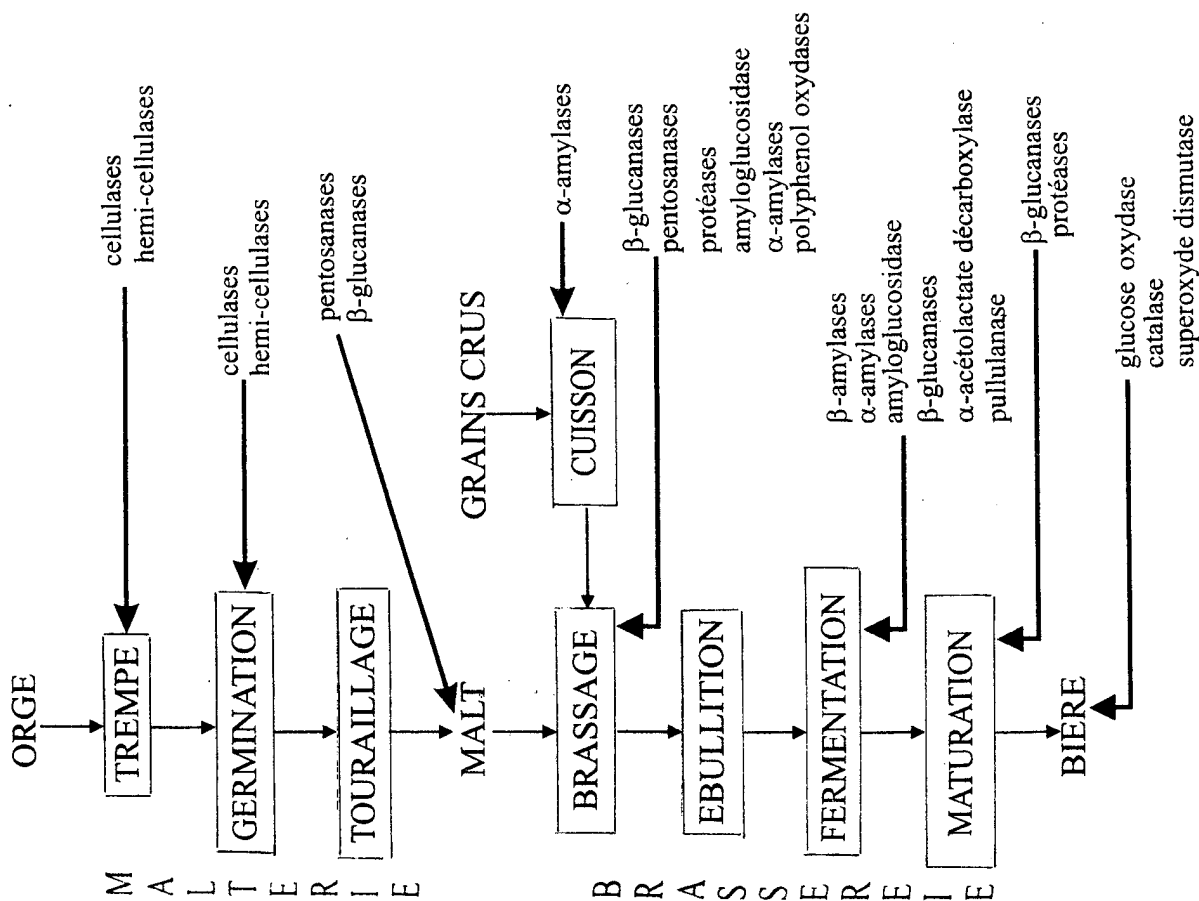 ORGE
TREMPE
cellulases
hemi-cellulases
GERMINATION
cellulases
hemi-cellulases
TOURAILLAGE
MALT
pentosanases
β-glucanases
MALTERIE
GRAINS CRUS
CUISSON
α-amylases
BRASSAGE
β-glucanases
pentosanases
protéases
amyloglucosidase
α-amylases
polyphenol oxydases
EBULLITION
FERMENTATION
β-amylases
α-amylases
amyloglucosidase
β-glucanases
α-acétolactate décarboxylase
pullulanase
MATURATION
β-glucanases
protéases
BIERE
glucose oxydase
catalase
superoxyde dismutase
BRASSERIE